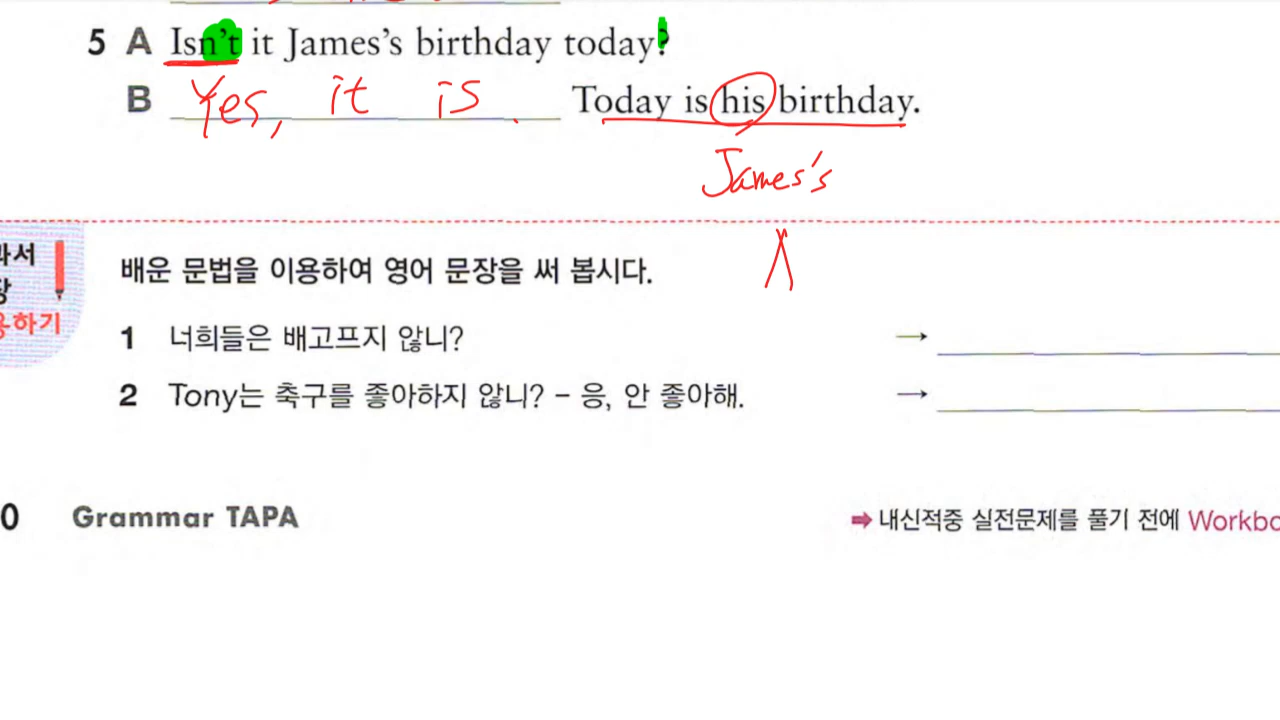 5 A Isn't it James's birthday today?
B Yes, it is. Today is his birthday.
James's
배운 문법을 이용하여 영어 문장을 써 봅시다.
1 너희들은 배고프지 않니? →
2 Tony는 축구를 좋아하지 않니? – 응, 안 좋아해. →
0 Grammar TAPA
➡ 내신적중 실전문제를 풀기 전에 Workbo